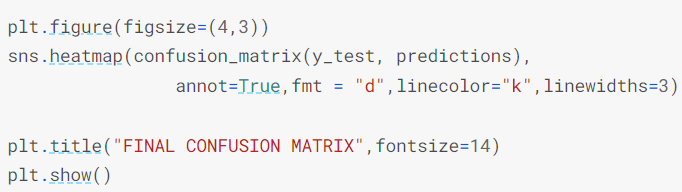 plt.figure(figsize=(4,3))
sns.heatmap(confusion_matrix(y_test, predictions),
            annot=True,fmt = "d",linecolor="k",linewidths=3)
plt.title("FINAL CONFUSION MATRIX",fontsize=14)
plt.show()